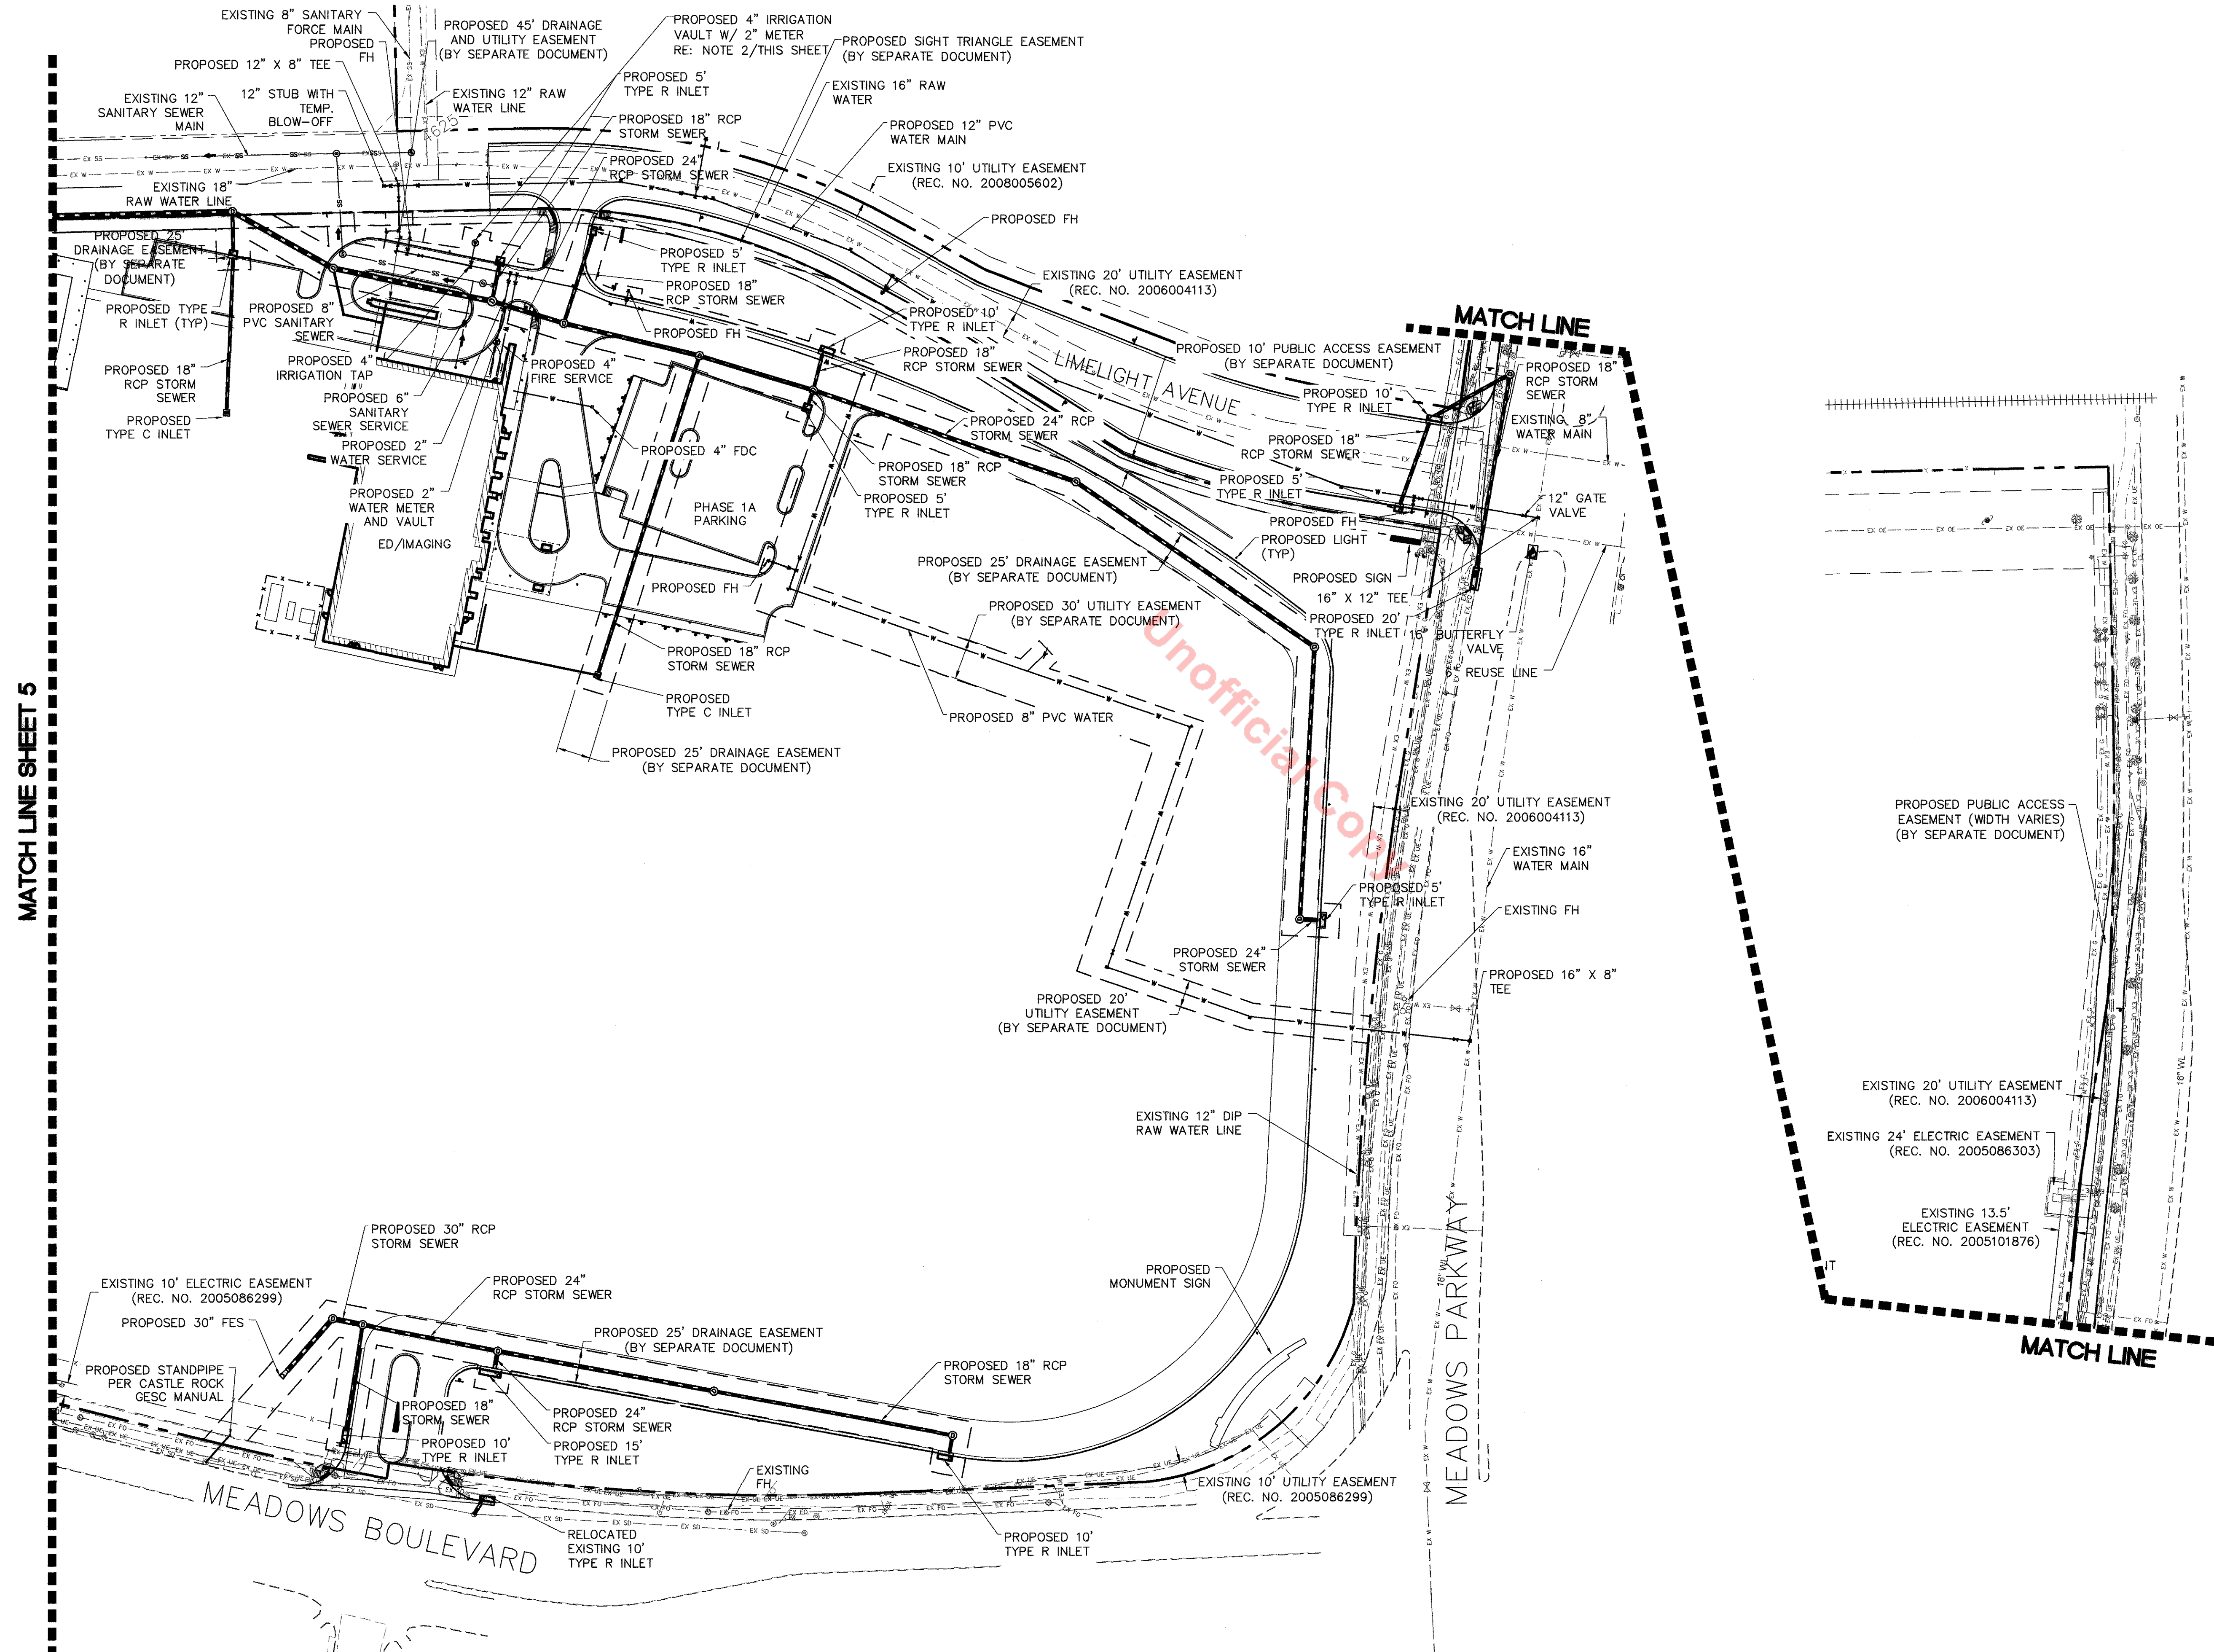 EXISTING 8" SANITARY
FORCE MAIN
PROPOSED
FH
PROPOSED 45' DRAINAGE
AND UTILITY EASEMENT
(BY SEPARATE DOCUMENT)
PROPOSED 4" IRRIGATION
VAULT W/ 2" METER
RE: NOTE 2/THIS SHEET
PROPOSED SIGHT TRIANGLE EASEMENT
(BY SEPARATE DOCUMENT)
PROPOSED 12" X 8" TEE
EXISTING 12"
SANITARY SEWER
MAIN
12" STUB WITH
TEMP.
BLOW-OFF
EXISTING 12" RAW
WATER LINE
4625
PROPOSED 5'
TYPE R INLET
EXISTING 16" RAW
WATER
PROPOSED 18" RCP
STORM SEWER
PROPOSED 12" PVC
WATER MAIN
PROPOSED 24"
RCP STORM SEWER
EXISTING 10' UTILITY EASEMENT
(REC. NO. 2008005602)
EXISTING 18"
RAW WATER LINE
PROPOSED FH
PROPOSED 25'
DRAINAGE EASEMENT
(BY SEPARATE
DOCUMENT)
PROPOSED 5'
TYPE R INLET
PROPOSED 18"
RCP STORM SEWER
EXISTING 20' UTILITY EASEMENT
(REC. NO. 2006004113)
PROPOSED TYPE
R INLET (TYP)
PROPOSED 8"
PVC SANITARY
SEWER
PROPOSED FH
PROPOSED 10'
TYPE R INLET
MATCH LINE
PROPOSED 18"
RCP STORM
SEWER
PROPOSED 4"
IRRIGATION TAP
PROPOSED 4"
FIRE SERVICE
PROPOSED 18"
RCP STORM SEWER
LIMELIGHT AVENUE
PROPOSED 10' PUBLIC ACCESS EASEMENT
(BY SEPARATE DOCUMENT)
PROPOSED 18"
RCP STORM
SEWER
PROPOSED
TYPE C INLET
PROPOSED 6"
SANITARY
SEWER SERVICE
PROPOSED 10'
TYPE R INLET
EXISTING 8"
WATER MAIN
PROPOSED 2"
WATER SERVICE
PROPOSED 4" FDC
PROPOSED 24" RCP
STORM SEWER
PROPOSED 18"
RCP STORM SEWER
PROPOSED 18" RCP
STORM SEWER
PROPOSED 2"
WATER METER
AND VAULT
PROPOSED 5'
TYPE R INLET
PHASE 1A
PARKING
PROPOSED 5'
TYPE R INLET
12" GATE
VALVE
ED/IMAGING
PROPOSED FH
PROPOSED LIGHT
(TYP)
PROPOSED 25' DRAINAGE EASEMENT
(BY SEPARATE DOCUMENT)
PROPOSED SIGN
PROPOSED FH
16" X 12" TEE
PROPOSED 30' UTILITY EASEMENT
(BY SEPARATE DOCUMENT)
PROPOSED 20'
TYPE R INLET
16" BUTTERFLY
VALVE
6" REUSE LINE
PROPOSED 18" RCP
STORM SEWER
PROPOSED
TYPE C INLET
PROPOSED 8" PVC WATER
PROPOSED 25' DRAINAGE EASEMENT
(BY SEPARATE DOCUMENT)
Unofficial Copy
MATCH LINE SHEET 5
EXISTING 20' UTILITY EASEMENT
(REC. NO. 2006004113)
PROPOSED PUBLIC ACCESS
EASEMENT (WIDTH VARIES)
(BY SEPARATE DOCUMENT)
EXISTING 16"
WATER MAIN
PROPOSED 5'
TYPE R INLET
EXISTING FH
PROPOSED 24"
STORM SEWER
PROPOSED 16" X 8"
TEE
PROPOSED 20'
UTILITY EASEMENT
(BY SEPARATE DOCUMENT)
EXISTING 12" DIP
RAW WATER LINE
EXISTING 20' UTILITY EASEMENT
(REC. NO. 2006004113)
EXISTING 24' ELECTRIC EASEMENT
(REC. NO. 2005086303)
EXISTING 13.5'
ELECTRIC EASEMENT
(REC. NO. 2005101876)
16" WL
16" WL
IT
MATCH LINE
MEADOWS PARKWAY
PROPOSED
MONUMENT SIGN
PROPOSED 30" RCP
STORM SEWER
EXISTING 10' ELECTRIC EASEMENT
(REC. NO. 2005086299)
PROPOSED 24"
RCP STORM SEWER
PROPOSED 30" FES
PROPOSED 25' DRAINAGE EASEMENT
(BY SEPARATE DOCUMENT)
PROPOSED STANDPIPE
PER CASTLE ROCK
GESC MANUAL
PROPOSED 18" RCP
STORM SEWER
PROPOSED 18"
STORM SEWER
PROPOSED 24"
RCP STORM SEWER
PROPOSED 10'
TYPE R INLET
PROPOSED 15'
TYPE R INLET
EXISTING
FH
EXISTING 10' UTILITY EASEMENT
(REC. NO. 2005086299)
MEADOWS BOULEVARD
RELOCATED
EXISTING 10'
TYPE R INLET
PROPOSED 10'
TYPE R INLET